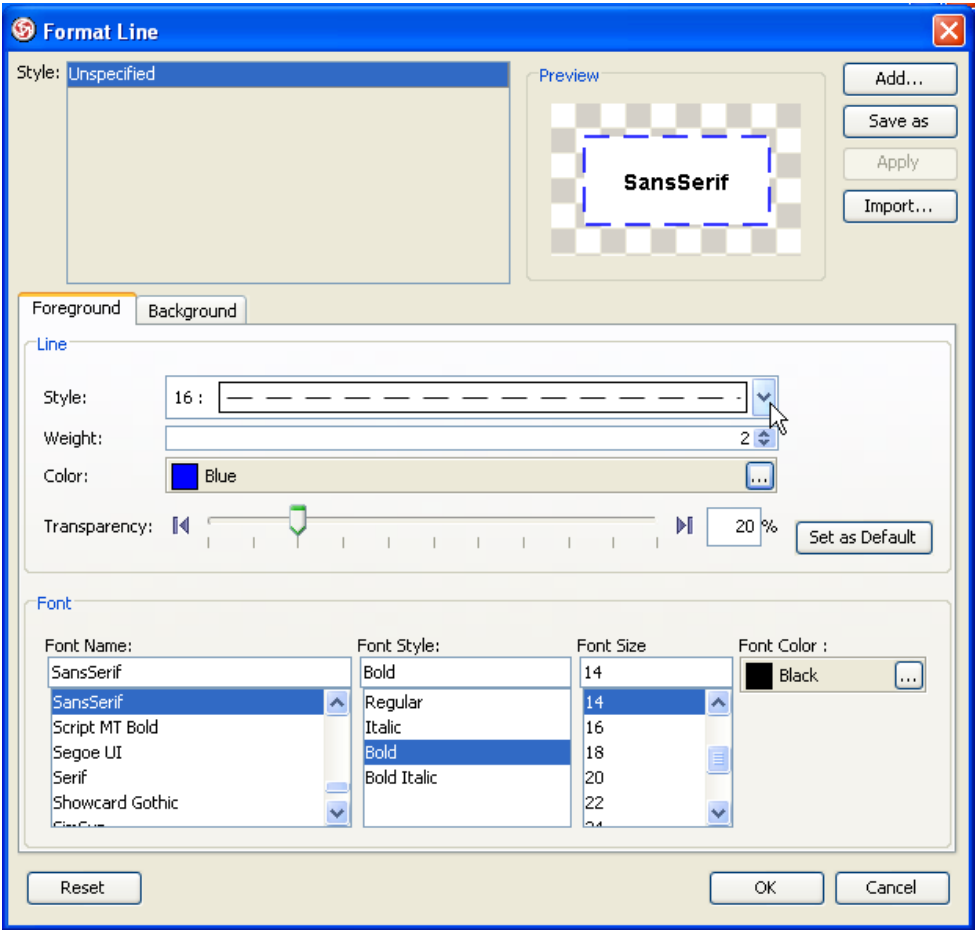 Format Line
Style:
Unspecified
Preview
SansSerif
Add...
Save as
Apply
Import...
Foreground
Background
Line
Style:
16 :
Weight:
2
Color:
Blue
...
Transparency:
20 %
Set as Default
Font
Font Name:
SansSerif
SansSerif
Script MT Bold
Segoe UI
Serif
Showcard Gothic
Font Style:
Bold
Regular
Italic
Bold
Bold Italic
Font Size
14
14
16
18
20
22
24
Font Color :
Black
...
Reset
OK
Cancel